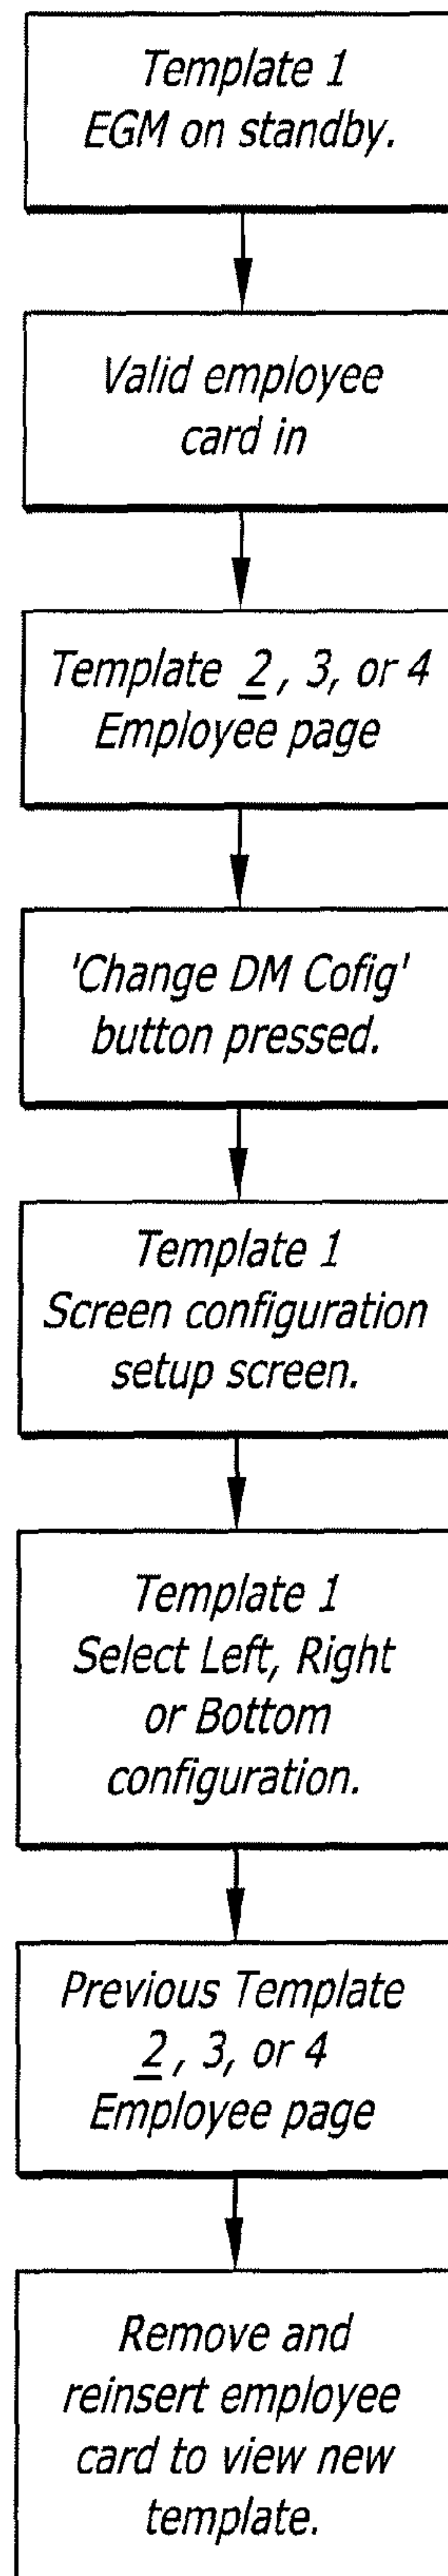 Template 1
EGM on standby.
Valid employee
card in
Template 2, 3, or 4
Employee page
'Change DM Cofig'
button pressed.
Template 1
Screen configuration
setup screen.
Template 1
Select Left, Right
or Bottom
configuration.
Previous Template
2, 3, or 4
Employee page
Remove and
reinsert employee
card to view new
template.